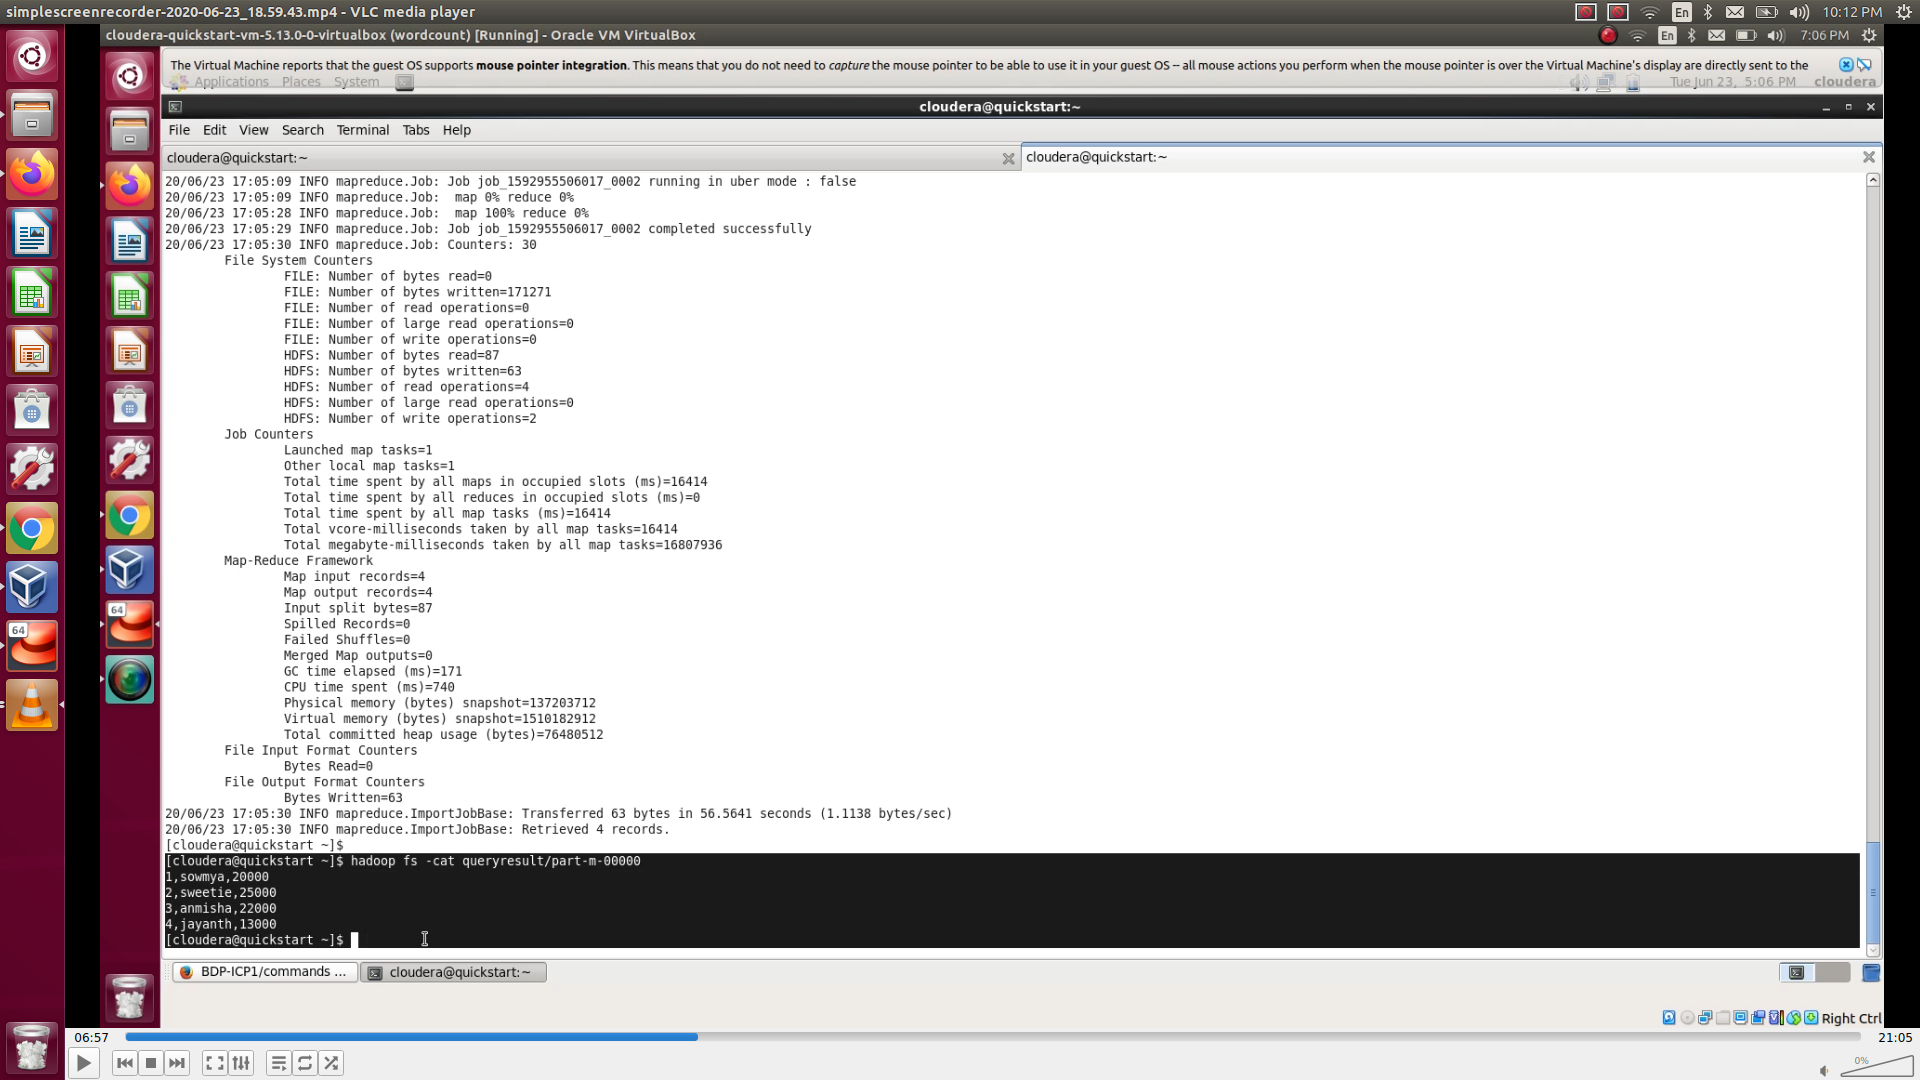 simplescreenrecorder-2020-06-23_18.59.43.mp4 - VLC media player
En
10:12 PM
cloudera-quickstart-vm-5.13.0-0-virtualbox (wordcount) [Running] - Oracle VM VirtualBox
En
7:06 PM
The Virtual Machine reports that the guest OS supports mouse pointer integration. This means that you do not need to capture the mouse pointer to be able to use it in your guest OS -- all mouse actions you perform when the mouse pointer is over the Virtual Machine's display are directly sent to the
Applications Places System
Tue Jun 23, 5:06 PM cloudera
cloudera@quickstart:~
File Edit View Search Terminal Tabs Help
cloudera@quickstart:~
cloudera@quickstart:~
20/06/23 17:05:09 INFO mapreduce.Job: Job job_1592955506017_0002 running in uber mode : false
20/06/23 17:05:09 INFO mapreduce.Job:  map 0% reduce 0%
20/06/23 17:05:28 INFO mapreduce.Job:  map 100% reduce 0%
20/06/23 17:05:29 INFO mapreduce.Job: Job job_1592955506017_0002 completed successfully
20/06/23 17:05:30 INFO mapreduce.Job: Counters: 30
File System Counters
FILE: Number of bytes read=0
FILE: Number of bytes written=171271
FILE: Number of read operations=0
FILE: Number of large read operations=0
FILE: Number of write operations=0
HDFS: Number of bytes read=87
HDFS: Number of bytes written=63
HDFS: Number of read operations=4
HDFS: Number of large read operations=0
HDFS: Number of write operations=2
Job Counters
Launched map tasks=1
Other local map tasks=1
Total time spent by all maps in occupied slots (ms)=16414
Total time spent by all reduces in occupied slots (ms)=0
Total time spent by all map tasks (ms)=16414
Total vcore-milliseconds taken by all map tasks=16414
Total megabyte-milliseconds taken by all map tasks=16807936
Map-Reduce Framework
Map input records=4
Map output records=4
Input split bytes=87
Spilled Records=0
Failed Shuffles=0
Merged Map outputs=0
GC time elapsed (ms)=171
CPU time spent (ms)=740
Physical memory (bytes) snapshot=137203712
Virtual memory (bytes) snapshot=1510182912
Total committed heap usage (bytes)=76480512
File Input Format Counters
Bytes Read=0
File Output Format Counters
Bytes Written=63
20/06/23 17:05:30 INFO mapreduce.ImportJobBase: Transferred 63 bytes in 56.5641 seconds (1.1138 bytes/sec)
20/06/23 17:05:30 INFO mapreduce.ImportJobBase: Retrieved 4 records.
[cloudera@quickstart ~]$
[cloudera@quickstart ~]$ hadoop fs -cat queryresult/part-m-00000
1,sowmya,20000
2,sweetie,25000
3,anmisha,22000
4,jayanth,13000
[cloudera@quickstart ~]$
BDP-ICP1/commands ...
cloudera@quickstart:~
Right Ctrl
64
64
06:57
21:05
0%